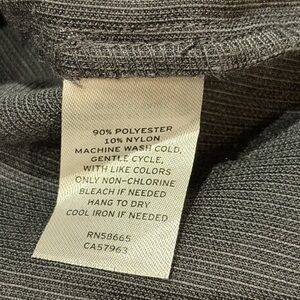 90% POLYESTER
10% NYLON
MACHINE WASH COLD,
GENTLE CYCLE,
WITH LIKE COLORS
ONLY NON-CHLORINE
BLEACH IF NEEDED
HANG TO DRY
COOL IRON IF NEEDED
RN58665
CA57963